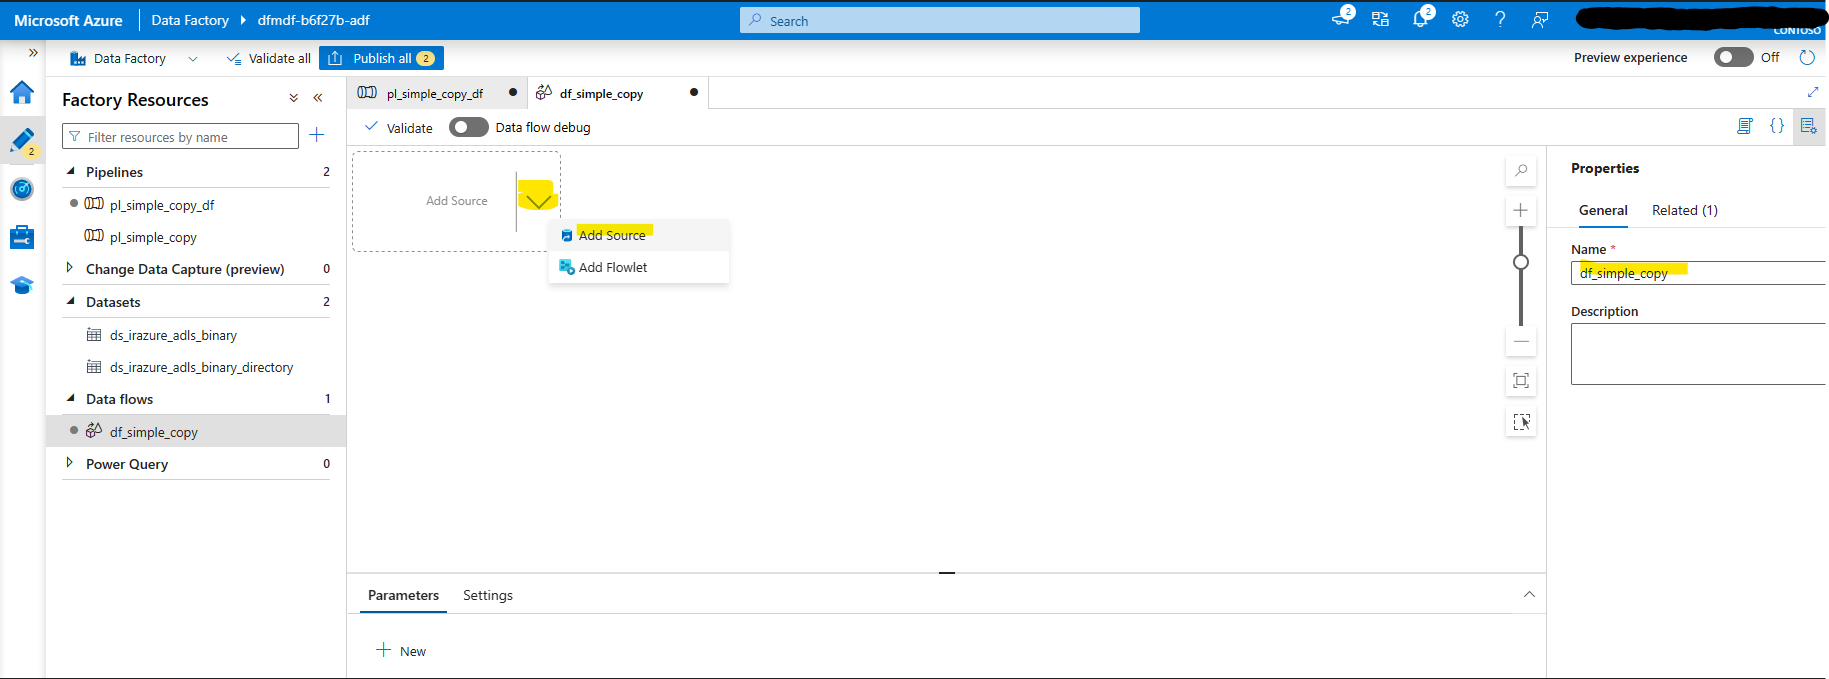 Microsoft Azure
Data Factory
dfmdf-b6f27b-adf
Search
2
2
CONTOSO
Data Factory
Validate all
Publish all 2
Preview experience
Off
2
Factory Resources
Filter resources by name
Pipelines 2
pl_simple_copy_df
pl_simple_copy
Change Data Capture (preview) 0
Datasets 2
ds_irazure_adls_binary
ds_irazure_adls_binary_directory
Data flows 1
df_simple_copy
Power Query 0
pl_simple_copy_df
df_simple_copy
Validate
Data flow debug
Add Source
Add Source
Add Flowlet
Parameters
Settings
New
Properties
General
Related (1)
Name *
df_simple_copy
Description